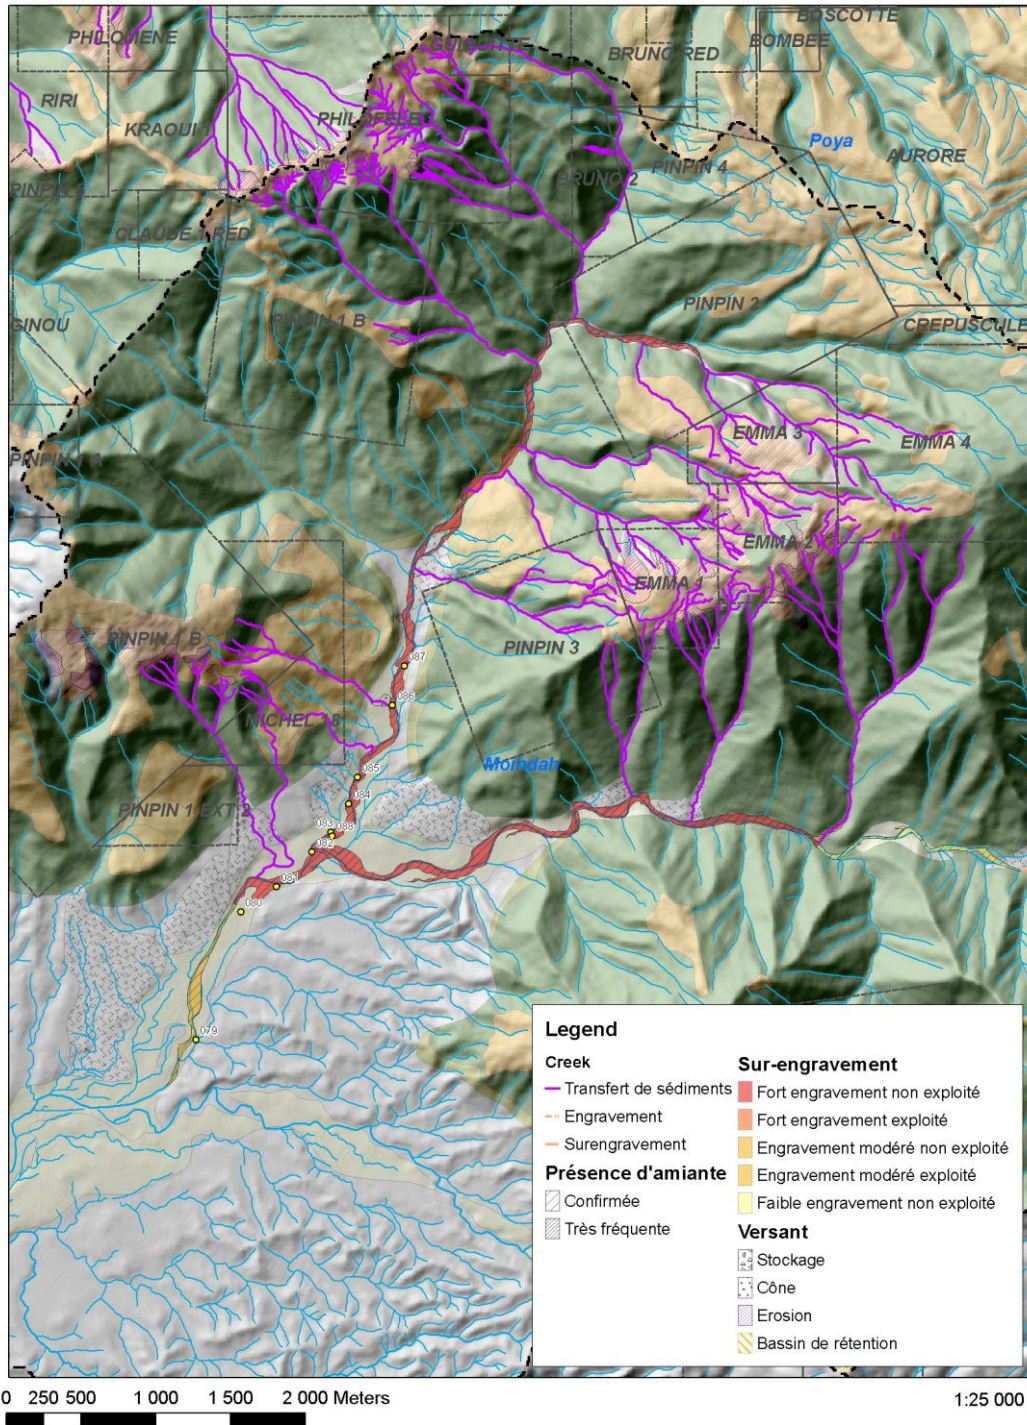 BOSCOTTE
PHILOMENE
BRUNO RED
BOMBEE
RIRI
KRAOUI
Poya
AURORE
PINPIN 4
BRUNO 2
CLAUDE 1 RED
PINPIN 2
GINOU
PINPIN 1 B
CREPUSCULE
EMMA 3
EMMA 4
EMMA 2
EMMA 1
PINPIN 1 B
PINPIN 3
087
086
MICHEL 18
Moindah
085
084
PINPIN 1 EXT 2
083
088
082
081
080
079
Legend
Creek
Transfert de sédiments
Engravement
Surengravement
Présence d'amiante
Confirmée
Très fréquente
Sur-engravement
Fort engravement non exploité
Fort engravement exploité
Engravement modéré non exploité
Engravement modéré exploité
Faible engravement non exploité
Versant
Stockage
Cône
Erosion
Bassin de rétention
0 250 500 1 000 1 500 2 000 Meters
1:25 000